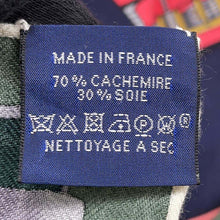 MADE IN FRANCE
70 % CACHEMIRE
30 % SOIE
NETTOYAGE A SEC